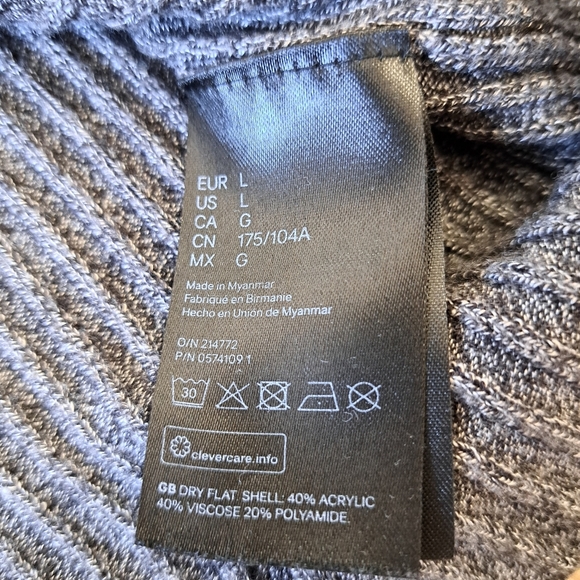 EUR L
US L
CA G
CN 175/104A
MX G
Made in Myanmar
Fabriqué en Birmanie
Hecho en Unión de Myanmar
O/N 214772
P/N 0574109 1
30
clevercare.info
GB DRY FLAT SHELL: 40% ACRYLIC
40% VISCOSE 20% POLYAMIDE.